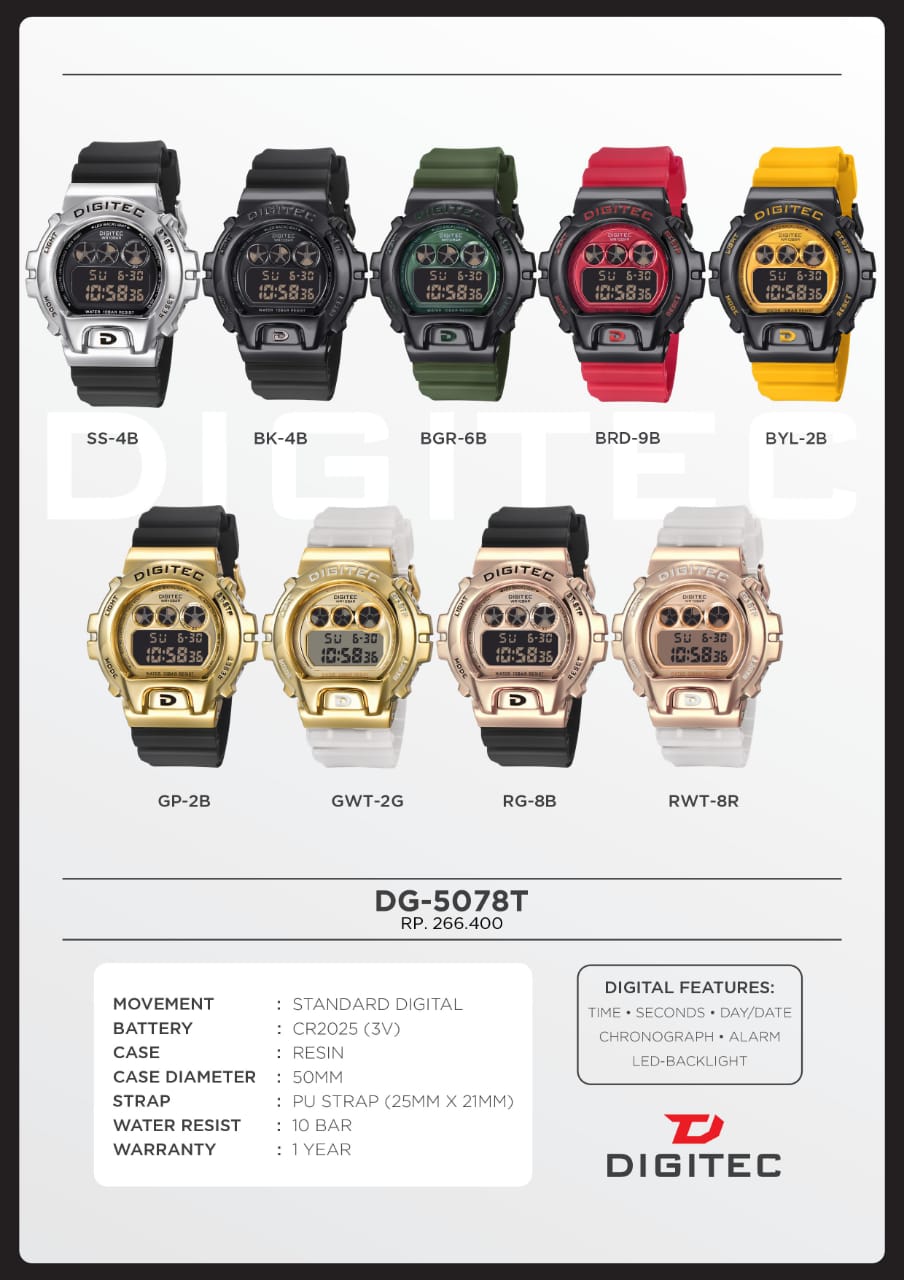 DIGITEC
SS-4B
BK-4B
BGR-6B
BRD-9B
BYL-2B
GP-2B
GWT-2G
RG-8B
RWT-8R
DG-5078T
RP. 266.400
MOVEMENT : STANDARD DIGITAL
BATTERY : CR2025 (3V)
CASE : RESIN
CASE DIAMETER : 50MM
STRAP : PU STRAP (25MM X 21MM)
WATER RESIST : 10 BAR
WARRANTY : 1 YEAR
DIGITAL FEATURES:
TIME • SECONDS • DAY/DATE
CHRONOGRAPH • ALARM
LED-BACKLIGHT
DIGITEC